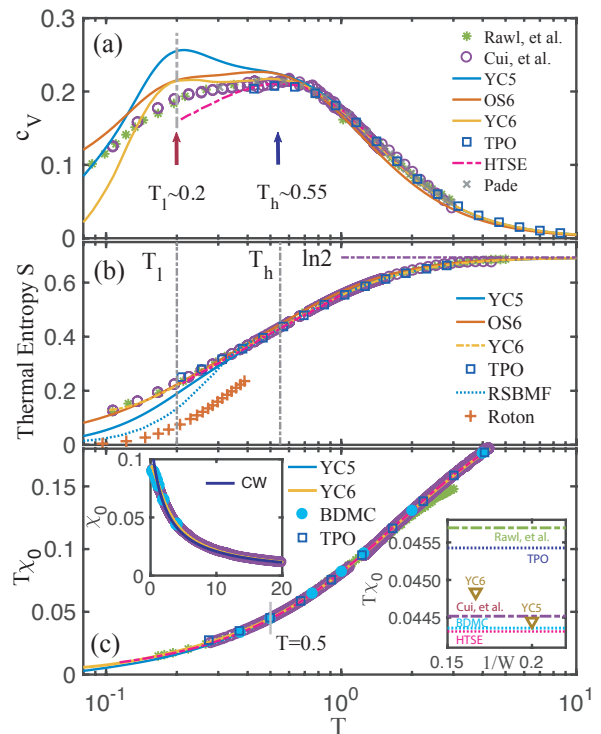 (a)
c_V
0.3
0.2
0.1
0
Rawl, et al.
Cui, et al.
YC5
OS6
YC6
TPO
HTSE
Pade
T_l~0.2
T_h~0.55
(b)
Thermal Entropy S
0.6
0.4
0.2
0
T_l
T_h
ln2
YC5
OS6
YC6
TPO
RSBMF
Roton
(c)
Tχ_0
0.15
0.1
0.05
0
YC5
YC6
BDMC
TPO
T=0.5
χ_0
0.1
0.05
0
0
10
20
CW
Tχ_0
0.0455
0.0450
0.0445
Rawl, et al.
TPO
YC6
Cui, et al.
YC5
BDMC
HTSE
0.15
1/W
0.2
10^-1
10^0
10^1
T